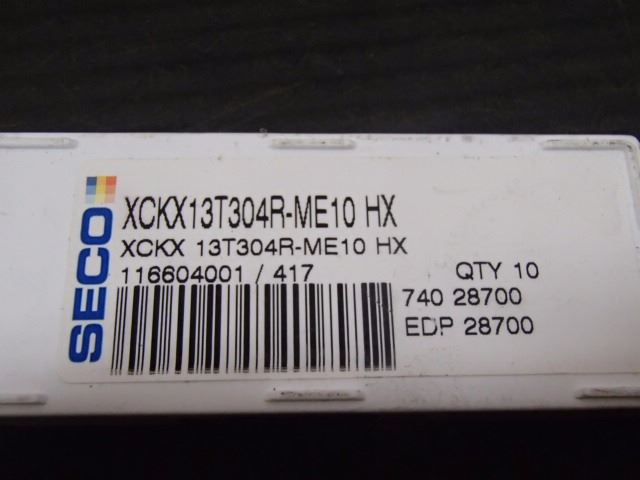 SECO
XCKX13T304R-ME10 HX
XCKX 13T304R-ME10 HX
116604001 / 417 QTY 10
740 28700
EDP 28700